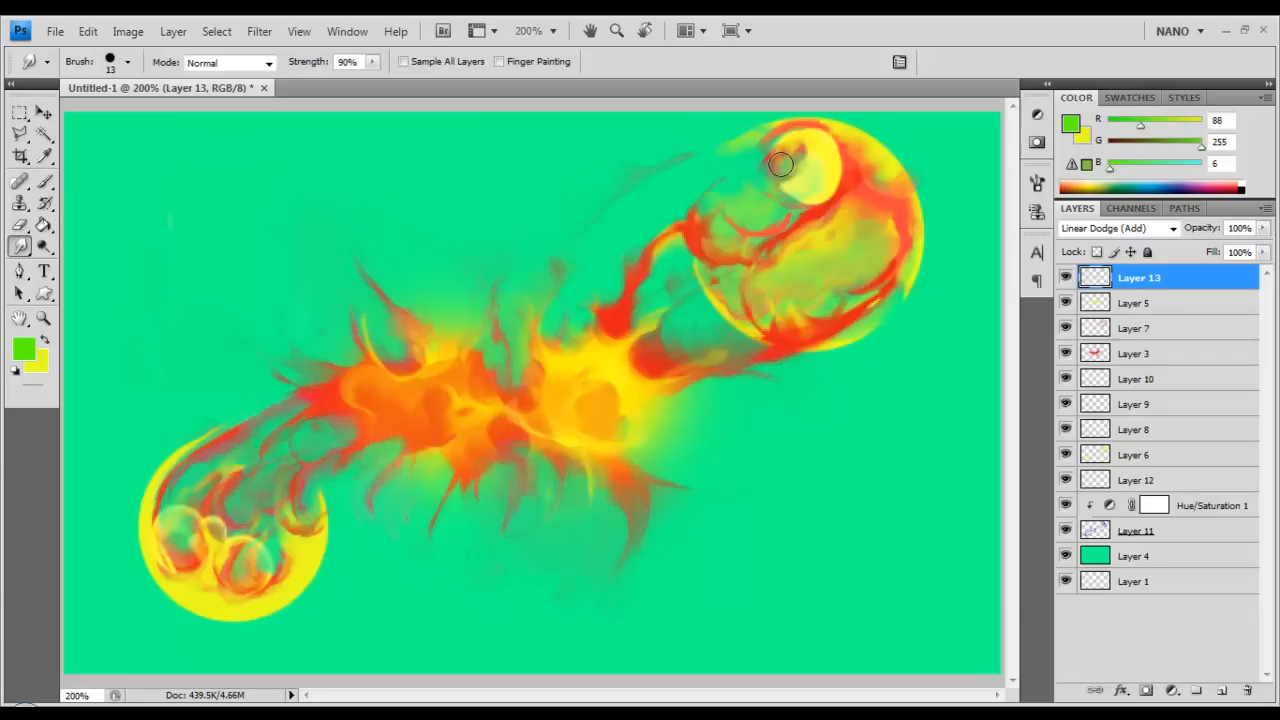 Ps File Edit Image Layer Select Filter View Window Help Br 200% NANO
Brush: 13 Mode: Normal Strength: 90% Sample All Layers Finger Painting
Untitled-1 @ 200% (Layer 13, RGB/8) *
COLOR SWATCHES STYLES
R 88
G 255
B 6
LAYERS CHANNELS PATHS
Linear Dodge (Add) Opacity: 100%
Lock: Fill: 100%
Layer 13
Layer 5
Layer 7
Layer 3
Layer 10
Layer 9
Layer 8
Layer 6
Layer 12
Hue/Saturation 1
Layer 11
Layer 4
Layer 1
200% Doc: 439.5K/4.66M